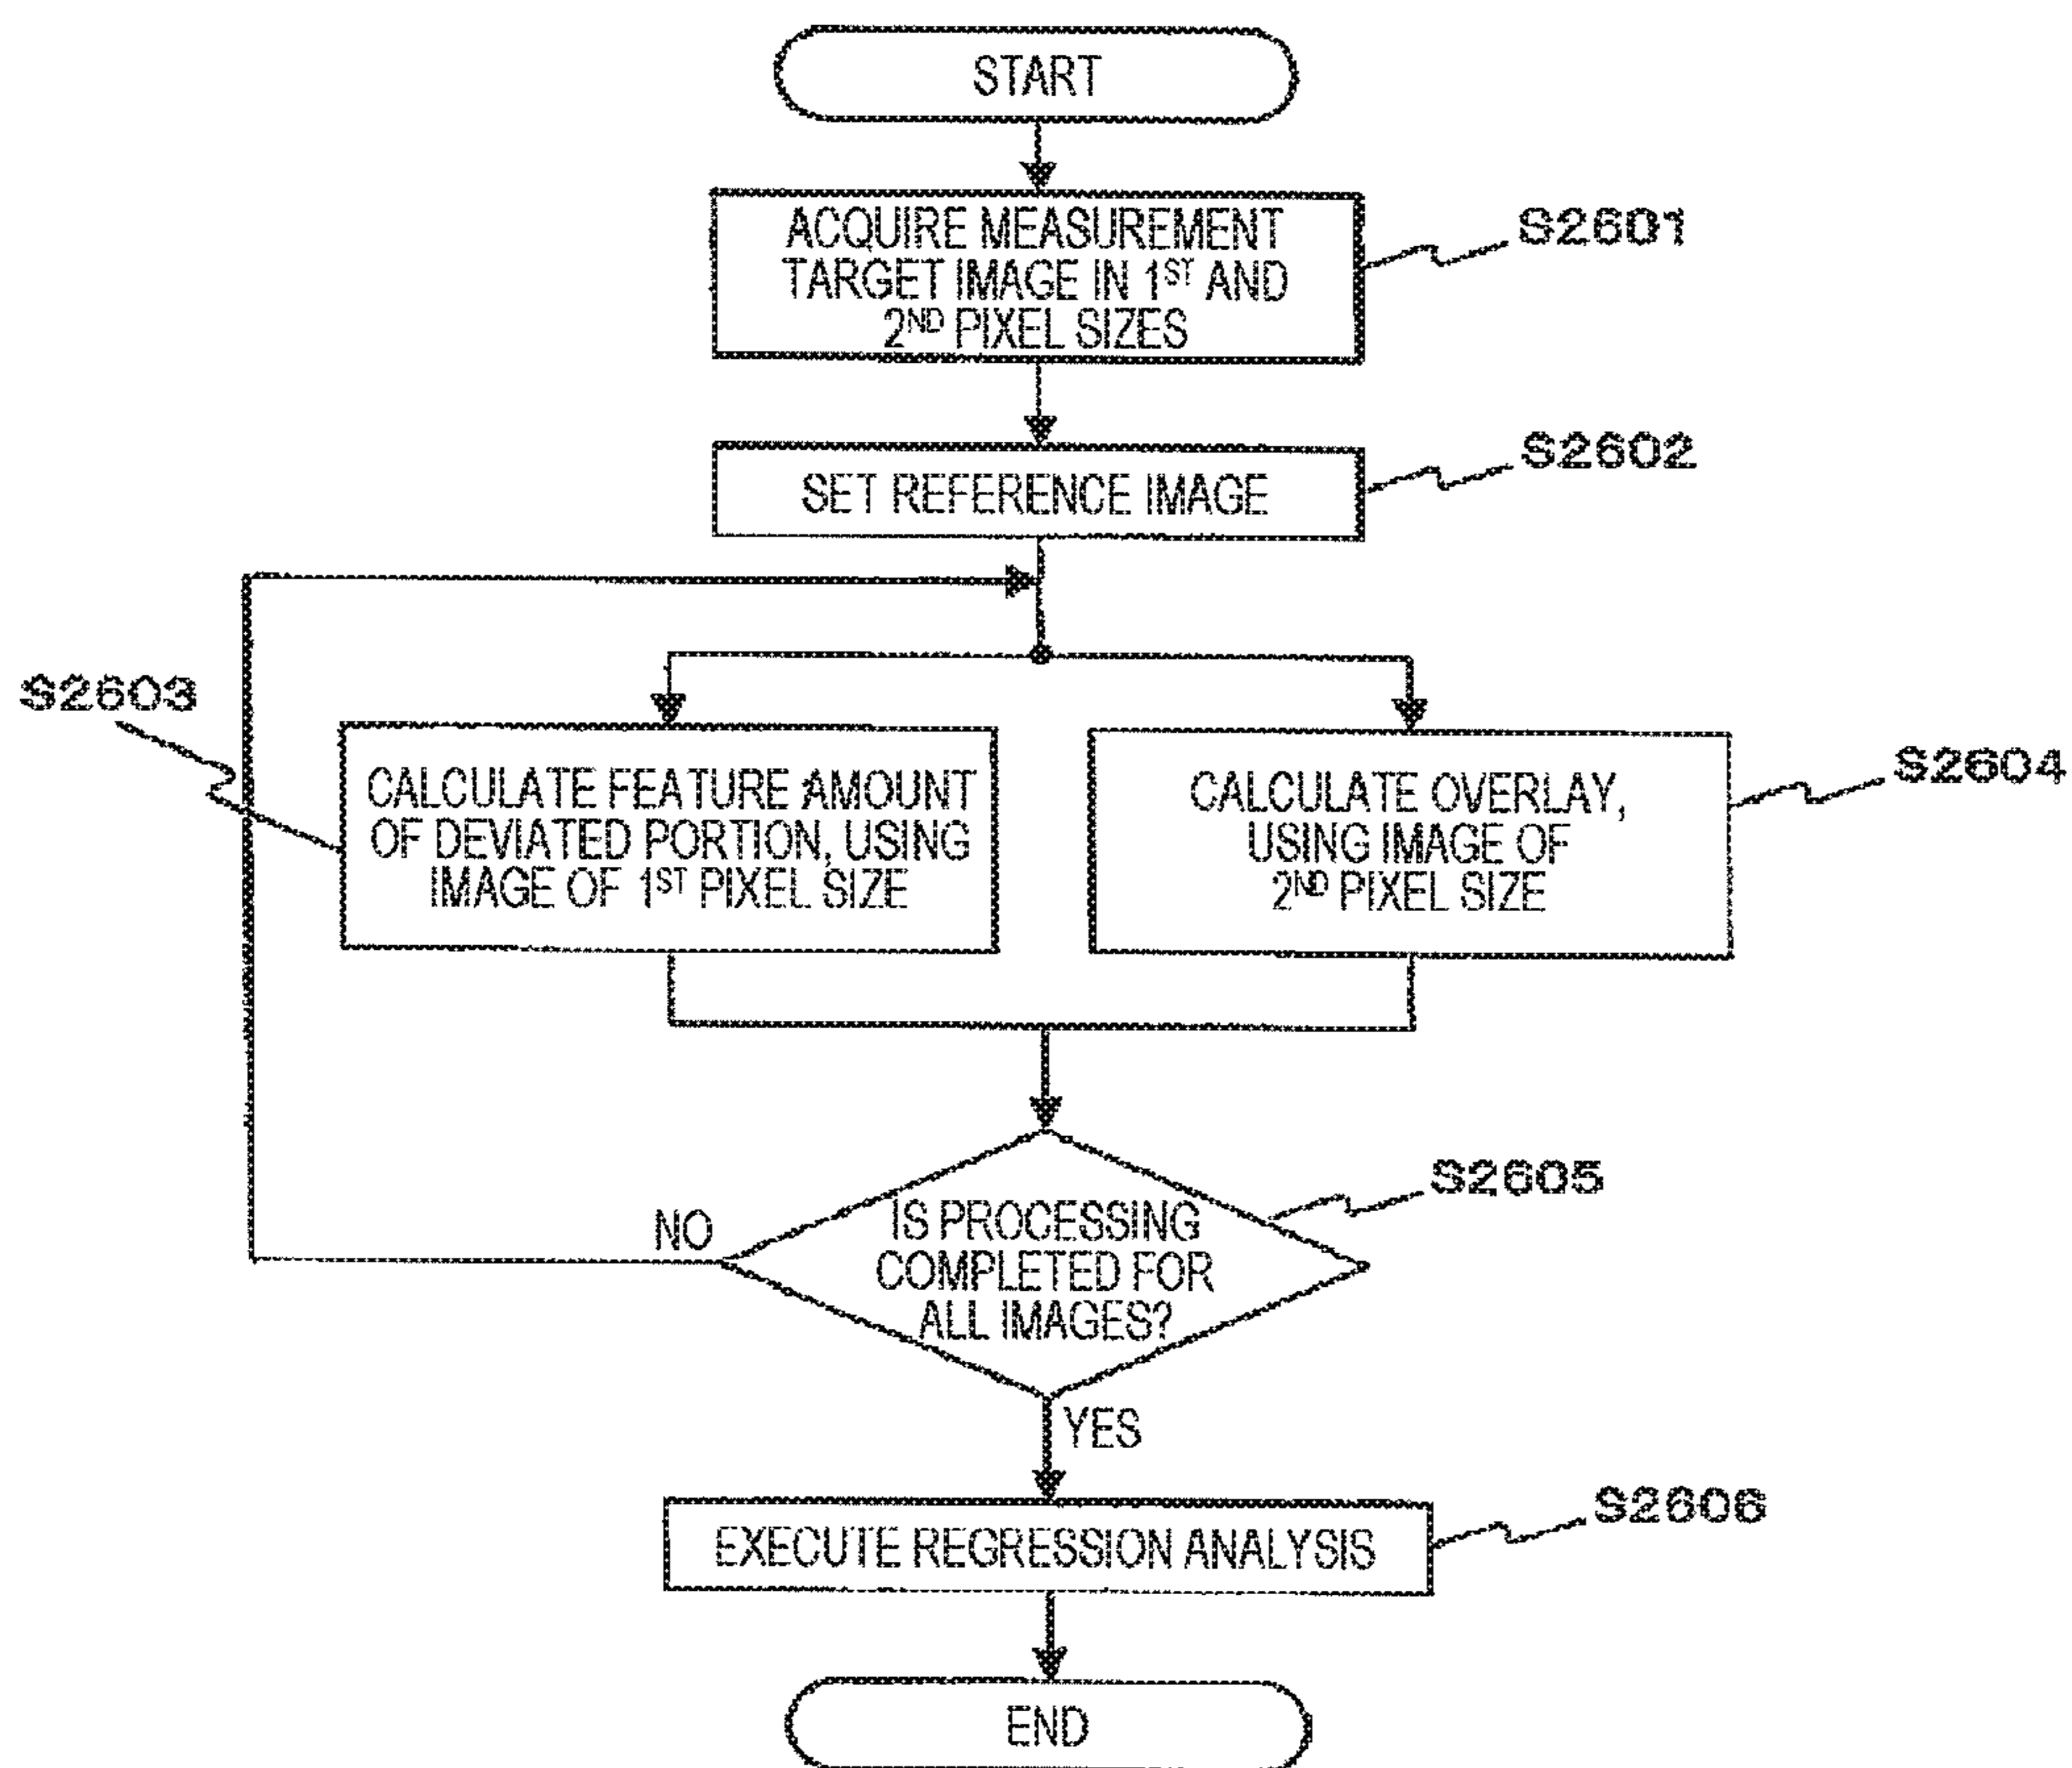 START
ACQUIRE MEASUREMENT
TARGET IMAGE IN 1ST AND
2ND PIXEL SIZES
S2601
SET REFERENCE IMAGE
S2602
S2603
CALCULATE FEATURE AMOUNT
OF DEVIATED PORTION, USING
IMAGE OF 1ST PIXEL SIZE
CALCULATE OVERLAY,
USING IMAGE OF
2ND PIXEL SIZE
S2604
IS PROCESSING
COMPLETED FOR
ALL IMAGES?
S2605
NO
YES
EXECUTE REGRESSION ANALYSIS
S2606
END